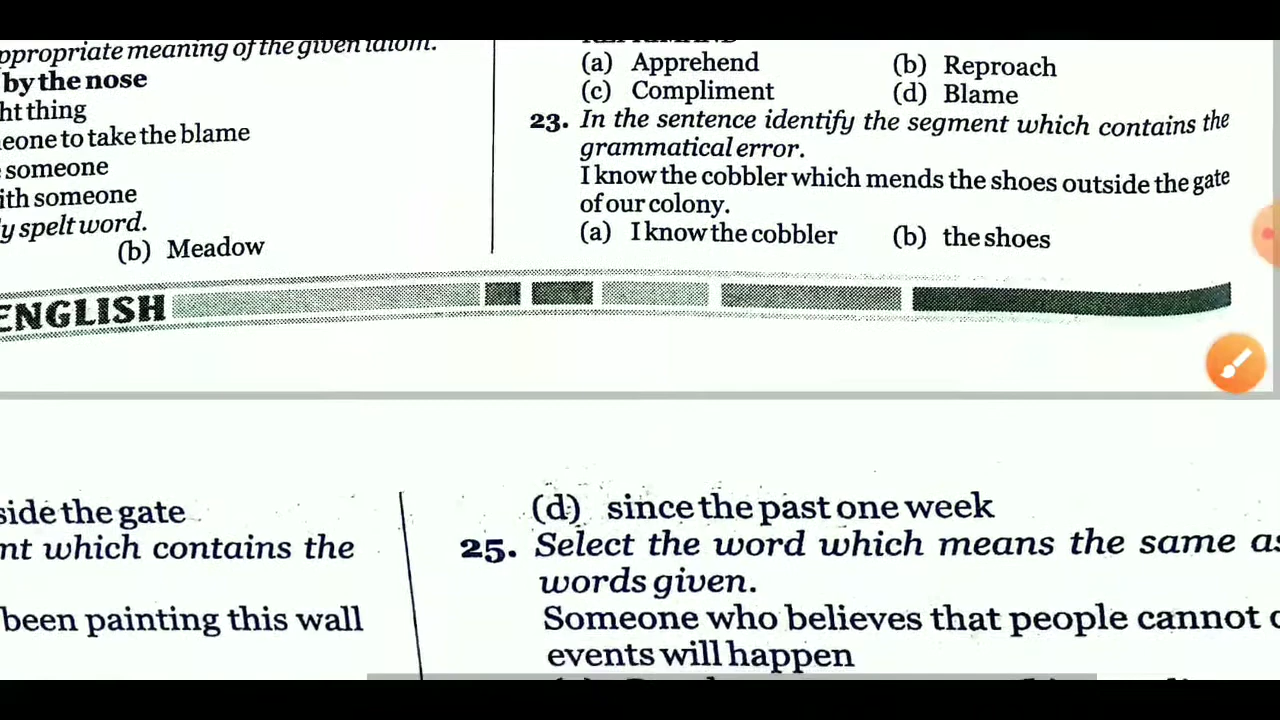 ppropriate meaning of the given idiom.
by the nose
ht thing
eone to take the blame
someone
ith someone
y spelt word.
(b) Meadow
(a) Apprehend (b) Reproach
(c) Compliment (d) Blame
23. In the sentence identify the segment which contains the
grammatical error.
I know the cobbler which mends the shoes outside the gate
of our colony.
(a) I know the cobbler (b) the shoes
ENGLISH
side the gate
nt which contains the
been painting this wall
(d) since the past one week
25. Select the word which means the same as
words given.
Someone who believes that people cannot c
events will happen